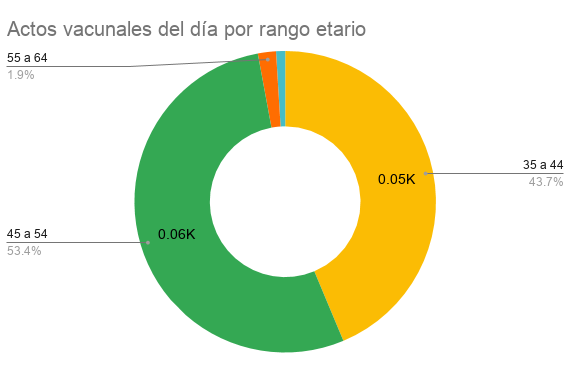 Actos vacunales del día por rango etario
55 a 64
1.9%
35 a 44
43.7%
0.05K
45 a 54
53.4%
0.06K